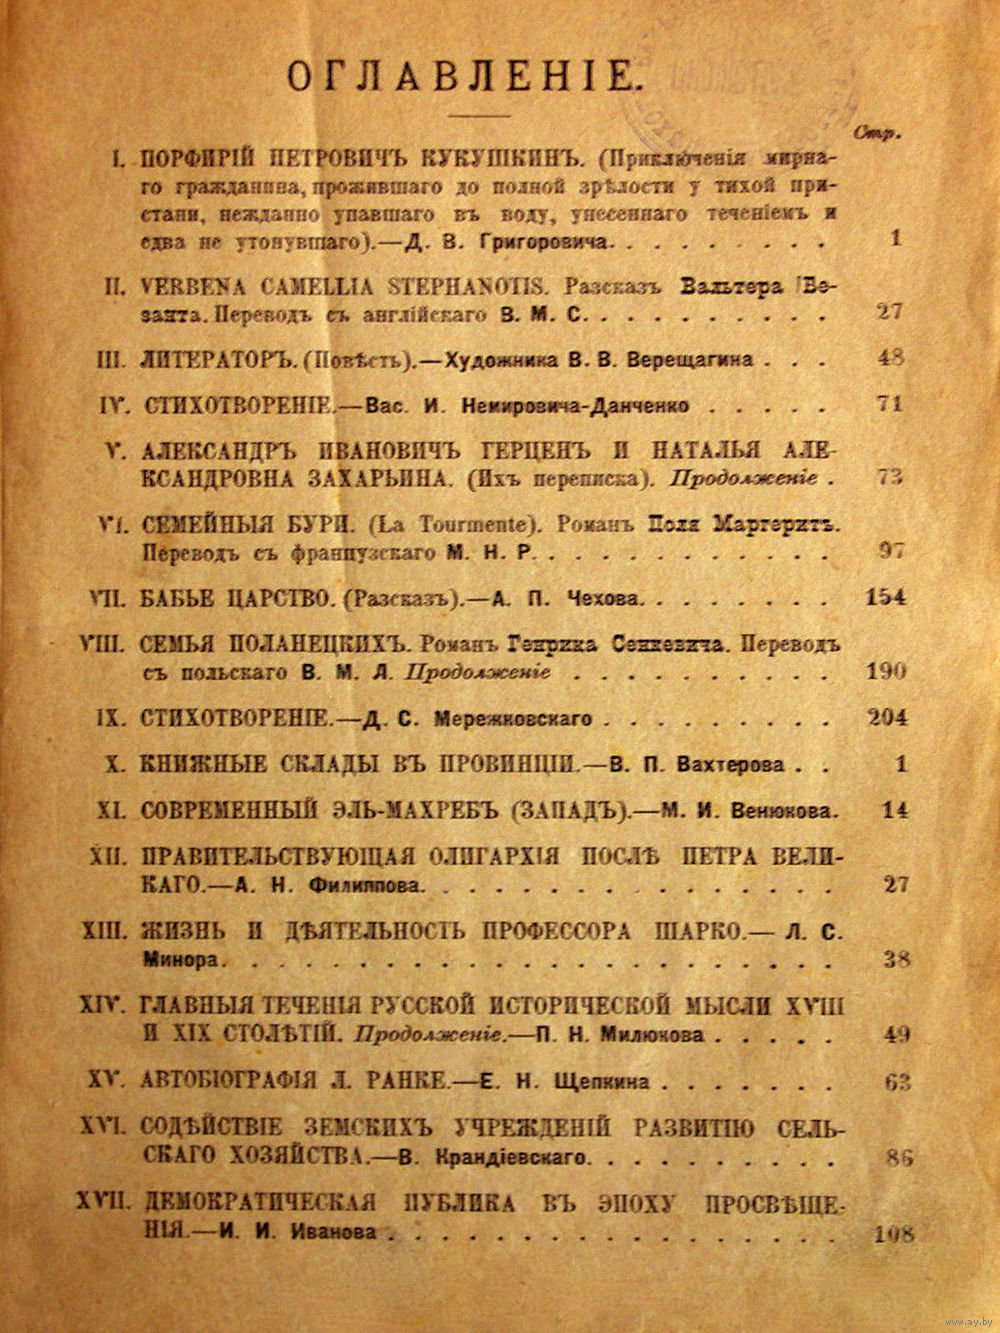 ОГЛАВЛЕНІЕ.
Стр.
I. ПОРФИРІЙ ПЕТРОВИЧЪ КУКУШКИНЪ. (Приключенія мирна-
го гражданина, прожившаго до полной зрѣлости у тихой при-
стани, нежданно упавшаго въ воду, унесеннаго теченіемъ и
едва не утонувшаго).—Д. В. Григоровича. . . . . . . . . 1
II. VERBENA CAMELLIA STEPHANOTIS. Разсказъ Вальтера Бе-
занта. Переводъ съ англійскаго В. М. С. . . . . . . . . . 27
III. ЛИТЕРАТОРЪ. (Повѣсть).—Художника В. В. Верещагина . . . 48
IV. СТИХОТВОРЕНІЕ.—Вас. И. Немировича-Данченко . . . . . 71
V. АЛЕКСАНДРЪ ИВАНОВИЧЪ ГЕРЦЕНЪ И НАТАЛЬЯ АЛЕ-
КСАНДРОВНА ЗАХАРЬИНА. (Ихъ переписка). Продолженіе . 73
VI. СЕМЕЙНЫЯ БУРИ. (La Tourmente). Романъ Поля Маргеритъ.
Переводъ съ французскаго М. Н. Р. . . . . . . . . . . . 97
VII. БАБЬЕ ЦАРСТВО. (Разсказъ).—А. П. Чехова. . . . . . . . 154
VIII. СЕМЬЯ ПОЛАНЕЦКИХЪ. Романъ Генрика Сенкевича. Переводъ
съ польскаго В. М. Л. Продолженіе . . . . . . . . . . 190
IX. СТИХОТВОРЕНІЕ.—Д. С. Мережковскаго . . . . . . . . . 204
X. КНИЖНЫЕ СКЛАДЫ ВЪ ПРОВИНЦІИ.—В. П. Вахтерова . . 1
XI. СОВРЕМЕННЫЙ ЭЛЬ-МАХРЕБЪ (ЗАПАДЪ).—М. И. Венюкова. 14
XII. ПРАВИТЕЛЬСТВУЮЩАЯ ОЛИГАРХІЯ ПОСЛѢ ПЕТРА ВЕЛИ-
КАГО.—А. Н. Филиппова. . . . . . . . . . . . . . . . 27
XIII. ЖИЗНЬ И ДѢЯТЕЛЬНОСТЬ ПРОФЕССОРА ШАРКО.— Л. С.
Минора. . . . . . . . . . . . . . . . . . . . . . . 38
XIV. ГЛАВНЫЯ ТЕЧЕНІЯ РУССКОЙ ИСТОРИЧЕСКОЙ МЫСЛИ XVIII
И XIX СТОЛѢТІЙ. Продолженіе.—П. Н. Милюкова . . . . . 49
XV. АВТОБІОГРАФІЯ Л. РАНКЕ.—Е. Н. Щепкина . . . . . . . 63
XVI. СОДѢЙСТВІЕ ЗЕМСКИХЪ УЧРЕЖДЕНІЙ РАЗВИТІЮ СЕЛЬ-
СКАГО ХОЗЯЙСТВА.—В. Крандіевскаго. . . . . . . . . . 86
XVII. ДЕМОКРАТИЧЕСКАЯ ПУБЛИКА ВЪ ЭПОХУ ПРОСВѢЩЕ-
НІЯ.—И. И. Иванова . . . . . . . . . . . . . . . . . 108
www.ay.by